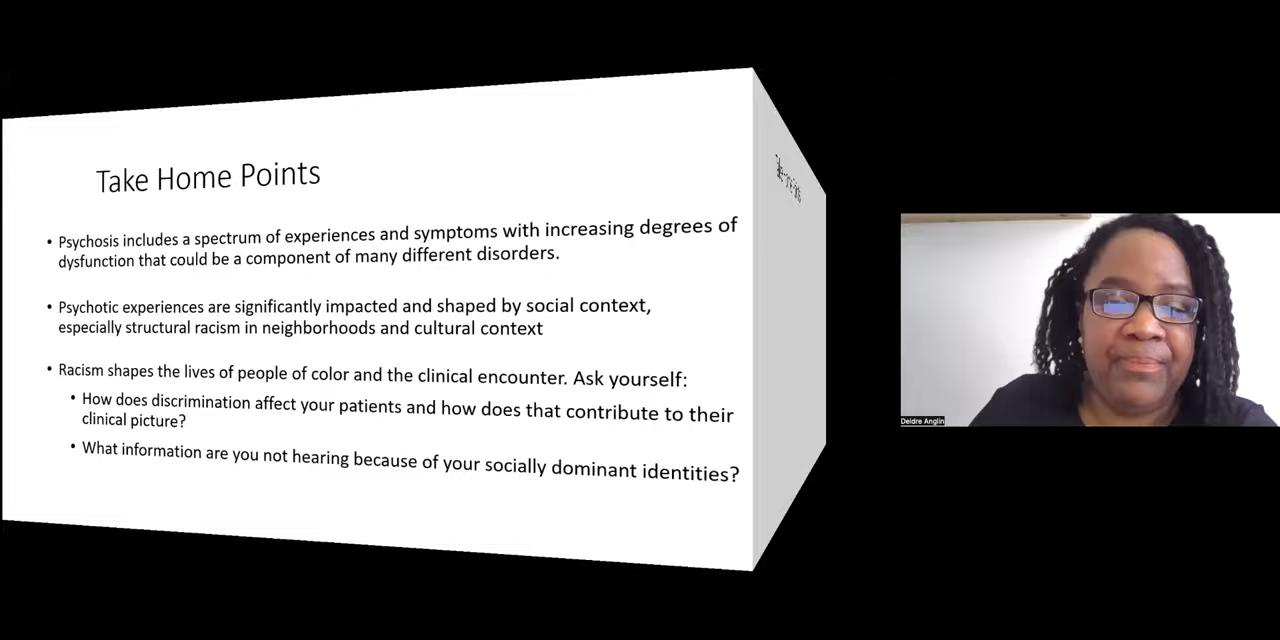 Take Home Points
• Psychosis includes a spectrum of experiences and symptoms with increasing degrees of
dysfunction that could be a component of many different disorders.
• Psychotic experiences are significantly impacted and shaped by social context,
especially structural racism in neighborhoods and cultural context
• Racism shapes the lives of people of color and the clinical encounter. Ask yourself:
• How does discrimination affect your patients and how does that contribute to their
clinical picture?
• What information are you not hearing because of your socially dominant identities?
Deidre Anglin